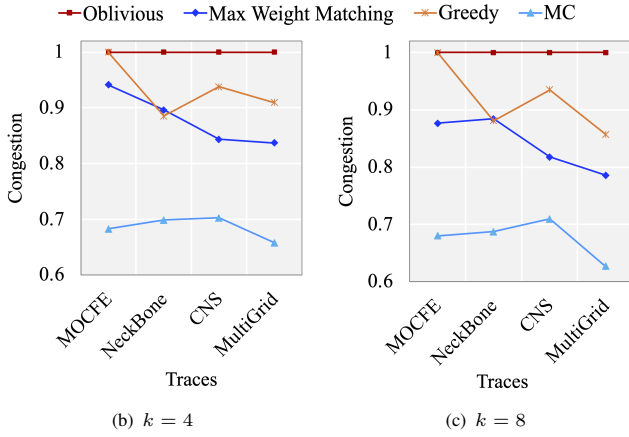 Oblivious Max Weight Matching Greedy MC
1
0.9
0.8
0.7
0.6
Congestion
MOCFE
NeckBone
CNS
MultiGrid
Traces
(b) k = 4
1
0.9
0.8
0.7
0.6
Congestion
MOCFE
NeckBone
CNS
MultiGrid
Traces
(c) k = 8